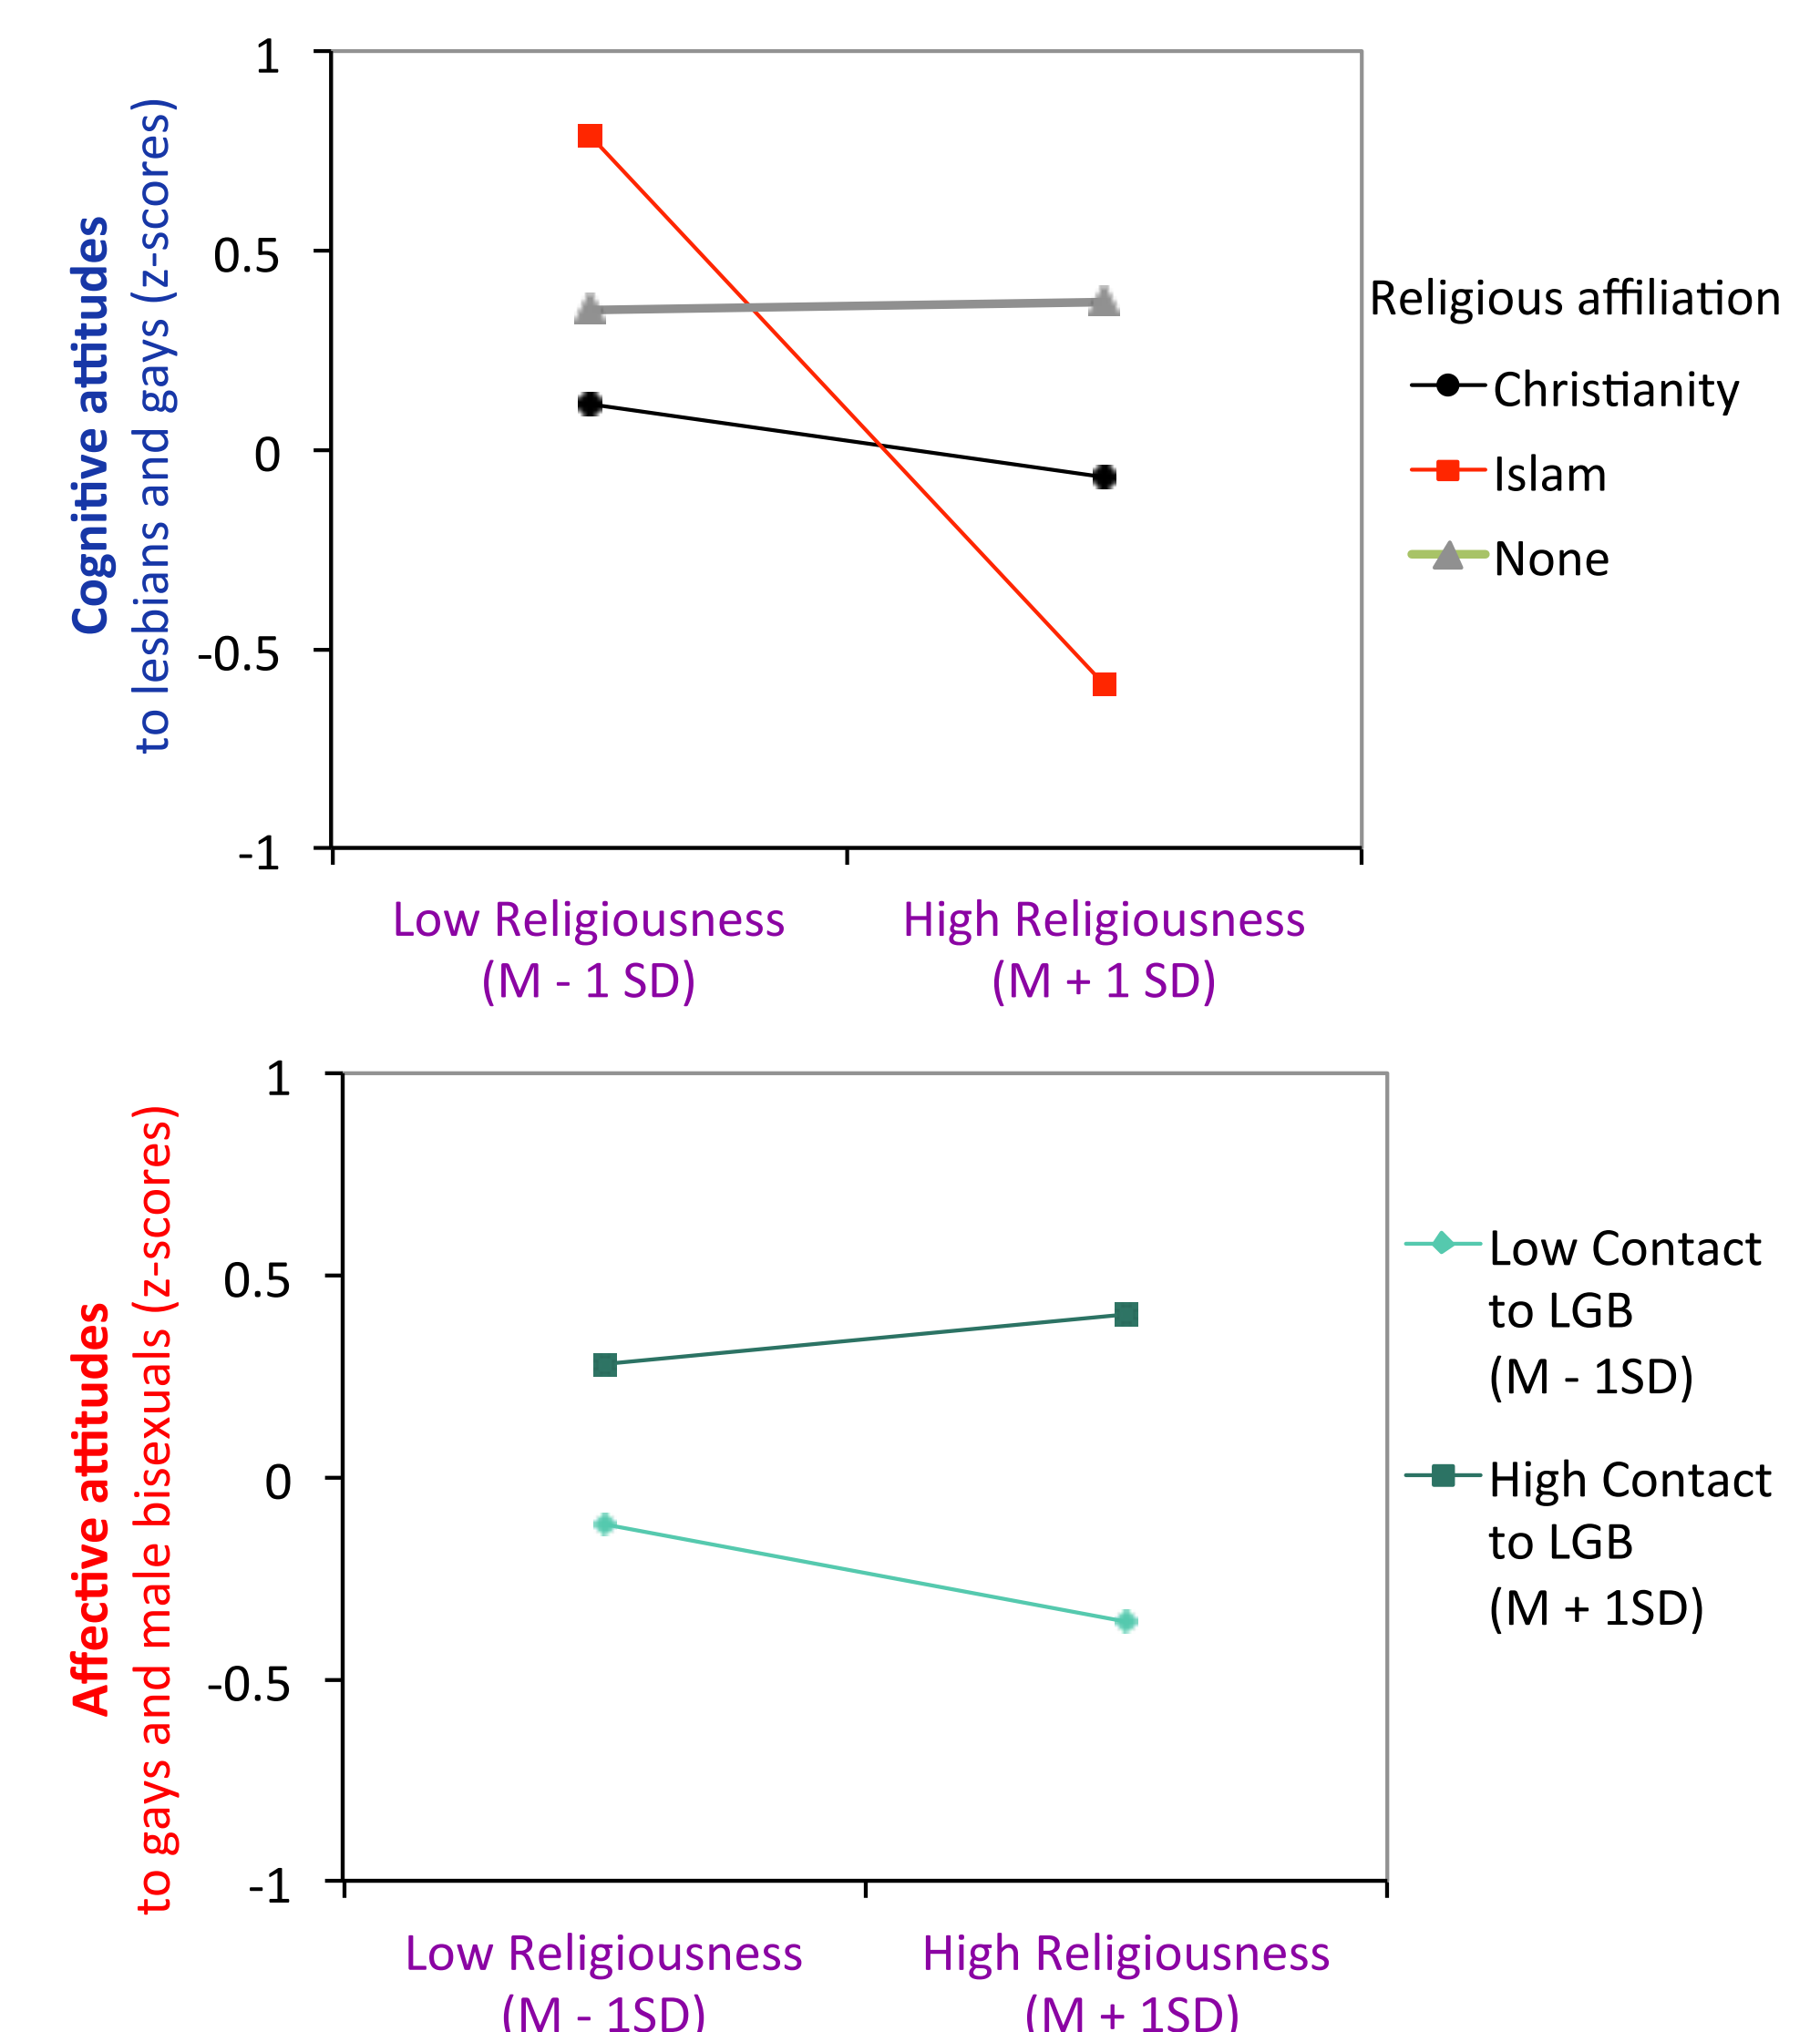 Cognitive attitudes
to lesbians and gays (z-scores)
1
0.5
0
-0.5
-1
Low Religiousness
(M - 1 SD)
High Religiousness
(M + 1 SD)
Religious affiliation
Christianity
Islam
None
Affective attitudes
to gays and male bisexuals (z-scores)
1
0.5
0
-0.5
-1
Low Religiousness
(M - 1SD)
High Religiousness
(M + 1SD)
Low Contact
to LGB
(M - 1SD)
High Contact
to LGB
(M + 1SD)